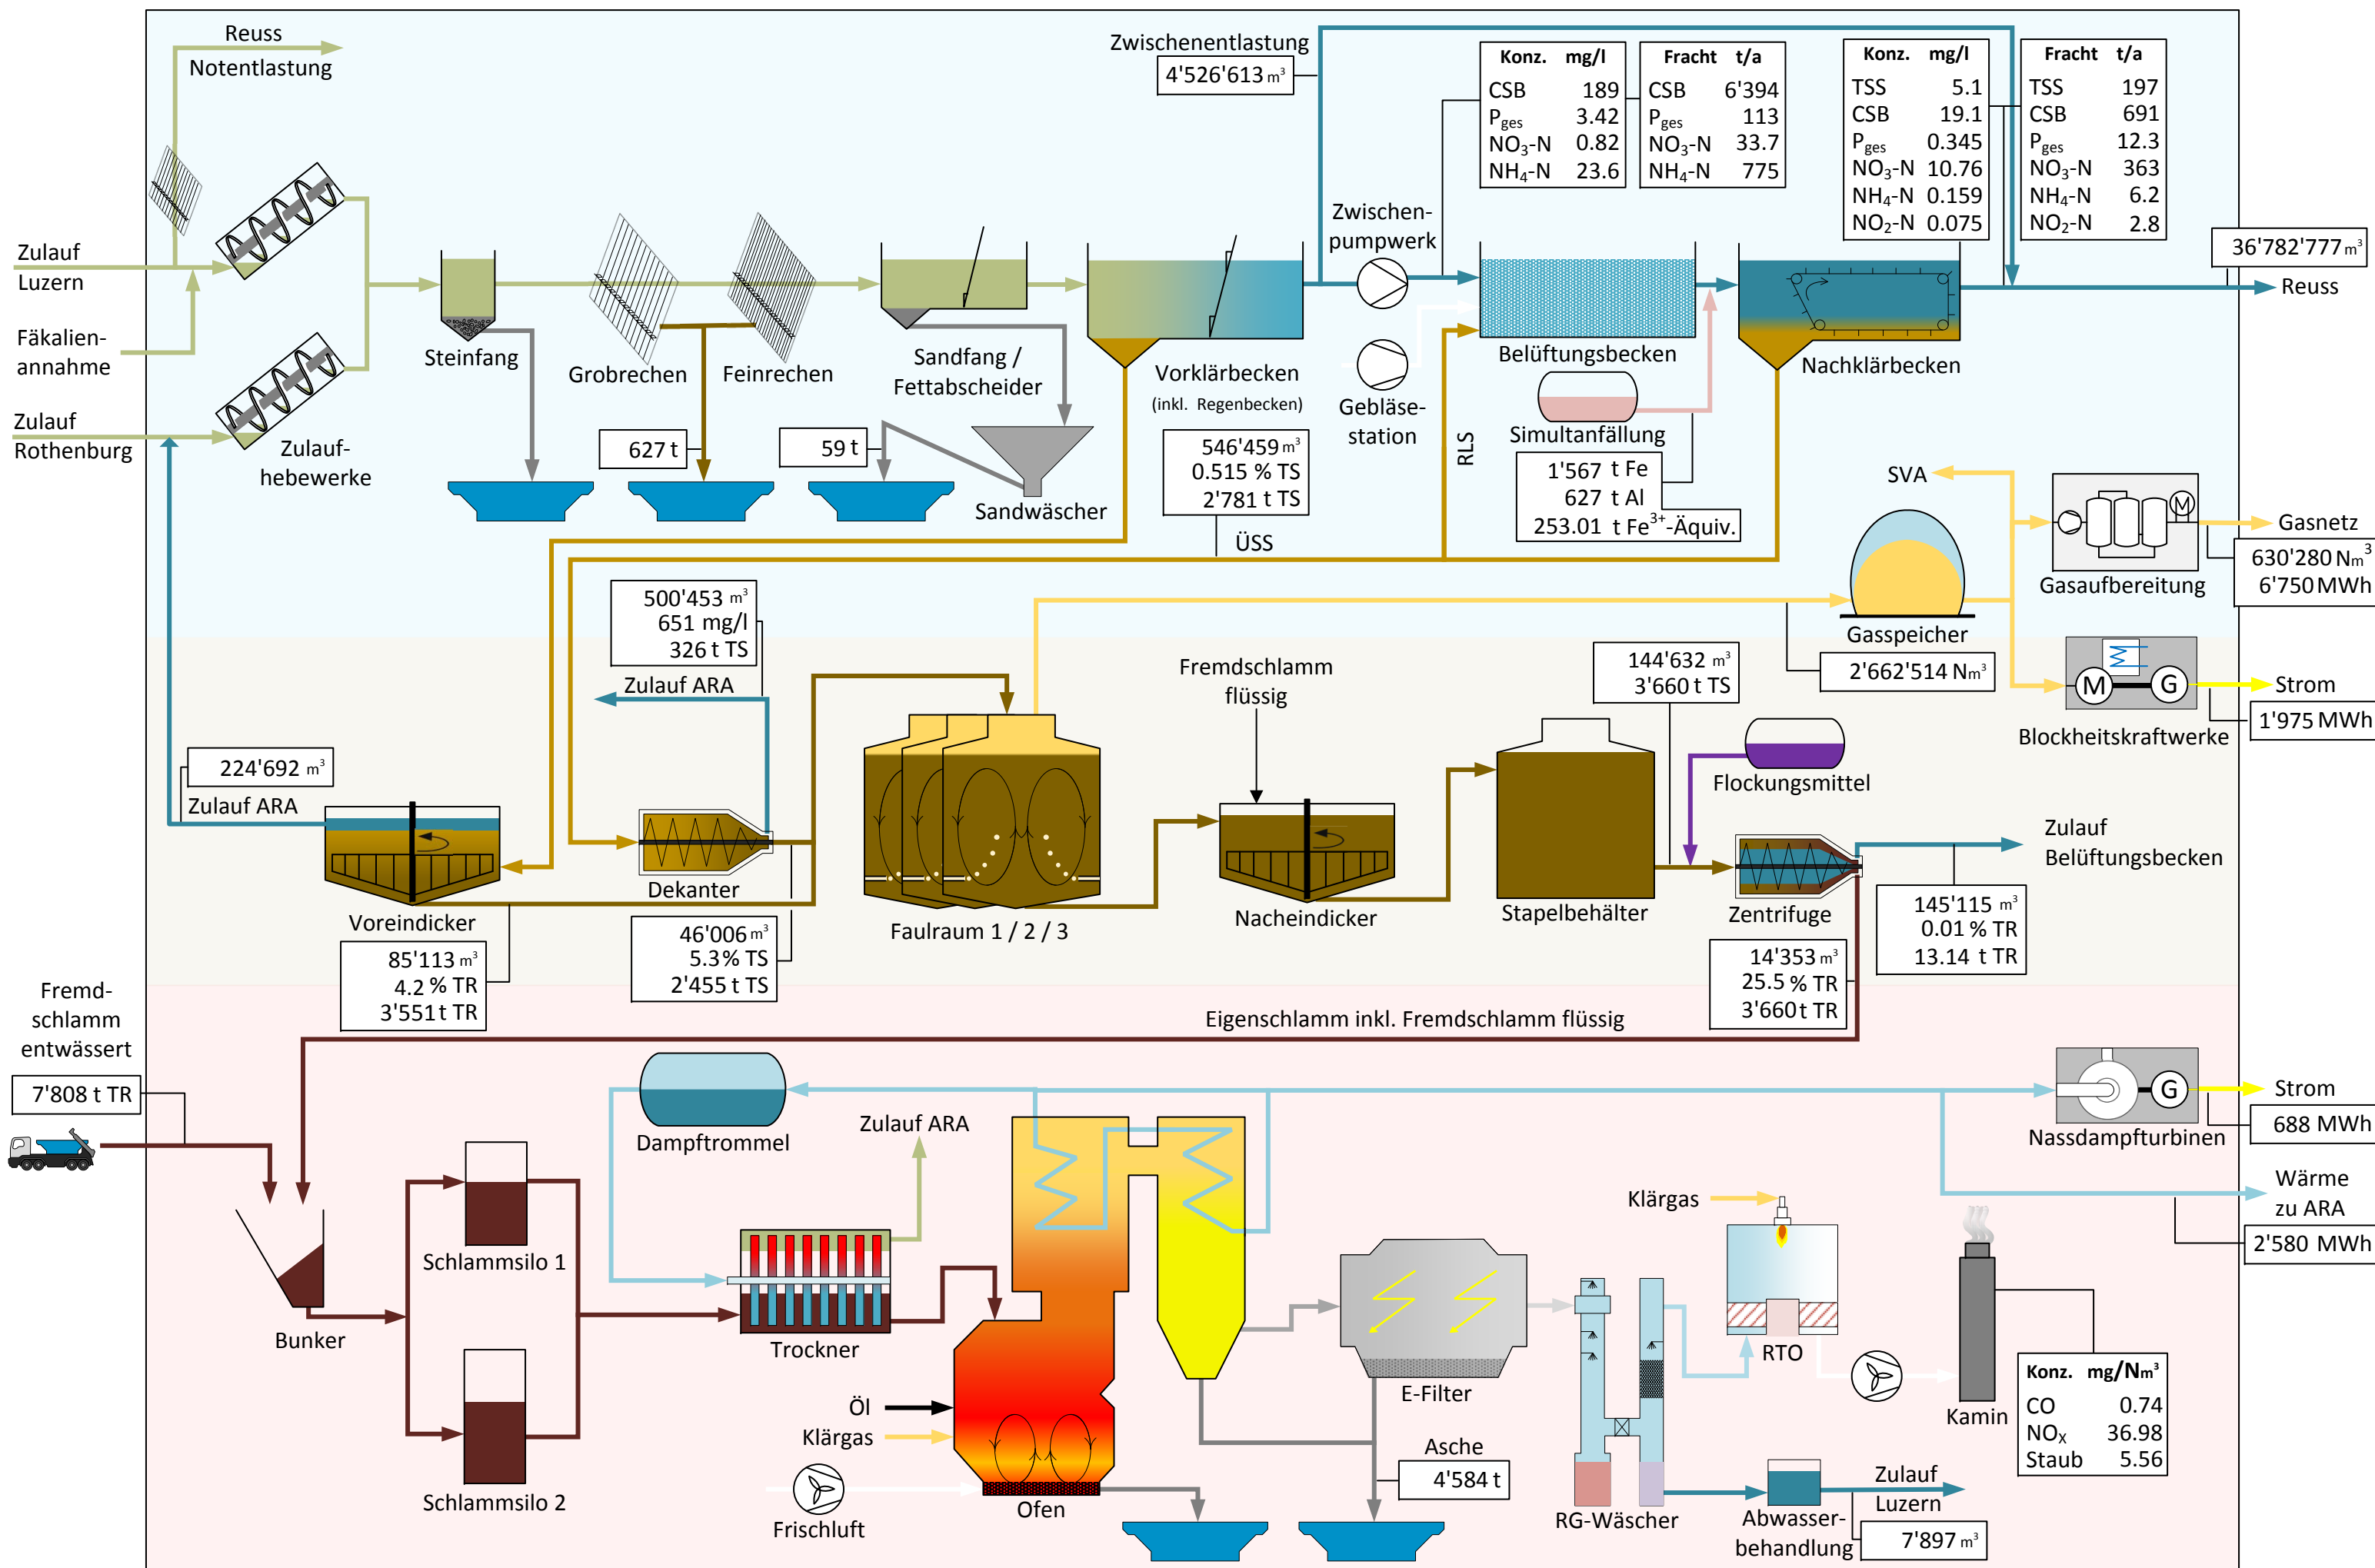 Reuss
Notentlastung
Zulauf
Luzern
Fäkalien-
annahme
Zulauf
Rothenburg
Zulauf-
hebewerke
Steinfang
Grobrechen
Feinrechen
627 t
59 t
Sandfang /
Fettabscheider
Sandwäscher
Vorklärbecken
(inkl. Regenbecken)
546'459 m³
0.515 % TS
2'781 t TS
ÜSS
Zwischenentlastung
4'526'613 m³
Zwischen-
pumpwerk
Gebläse-
station
RLS
Konz. mg/l
CSB 189
Pges 3.42
NO₃-N 0.82
NH₄-N 23.6
Fracht t/a
CSB 6'394
Pges 113
NO₃-N 33.7
NH₄-N 775
Belüftungsbecken
Simultanfällung
1'567 t Fe
627 t Al
253.01 t Fe³⁺-Äquiv.
Nachklärbecken
Konz. mg/l
TSS 5.1
CSB 19.1
Pges 0.345
NO₃-N 10.76
NH₄-N 0.159
NO₂-N 0.075
Fracht t/a
TSS 197
CSB 691
Pges 12.3
NO₃-N 363
NH₄-N 6.2
NO₂-N 2.8
36'782'777 m³
Reuss
SVA
M
Gasaufbereitung
Gasnetz
630'280 Nm³
6'750 MWh
Gasspeicher
2'662'514 Nm³
M
G
Blockheitskraftwerke
Strom
1'975 MWh
500'453 m³
651 mg/l
326 t TS
Zulauf ARA
224'692 m³
Zulauf ARA
Voreindicker
85'113 m³
4.2 % TR
3'551 t TR
Dekanter
46'006 m³
5.3% TS
2'455 t TS
Faulraum 1 / 2 / 3
Fremdschlamm
flüssig
Nacheindicker
Stapelbehälter
144'632 m³
3'660 t TS
Flockungsmittel
Zentrifuge
14'353 m³
25.5 % TR
3'660 t TR
Zulauf
Belüftungsbecken
145'115 m³
0.01 % TR
13.14 t TR
Eigenschlamm inkl. Fremdschlamm flüssig
Fremd-
schlamm
entwässert
7'808 t TR
Bunker
Schlammsilo 1
Schlammsilo 2
Dampftrommel
Zulauf ARA
Trockner
Öl
Klärgas
Frischluft
Ofen
E-Filter
Asche
4'584 t
RG-Wäscher
Klärgas
RTO
Kamin
Konz. mg/Nm³
CO 0.74
NOX 36.98
Staub 5.56
Abwasser-
behandlung
Zulauf
Luzern
7'897 m³
G
Nassdampfturbinen
Strom
688 MWh
Wärme
zu ARA
2'580 MWh